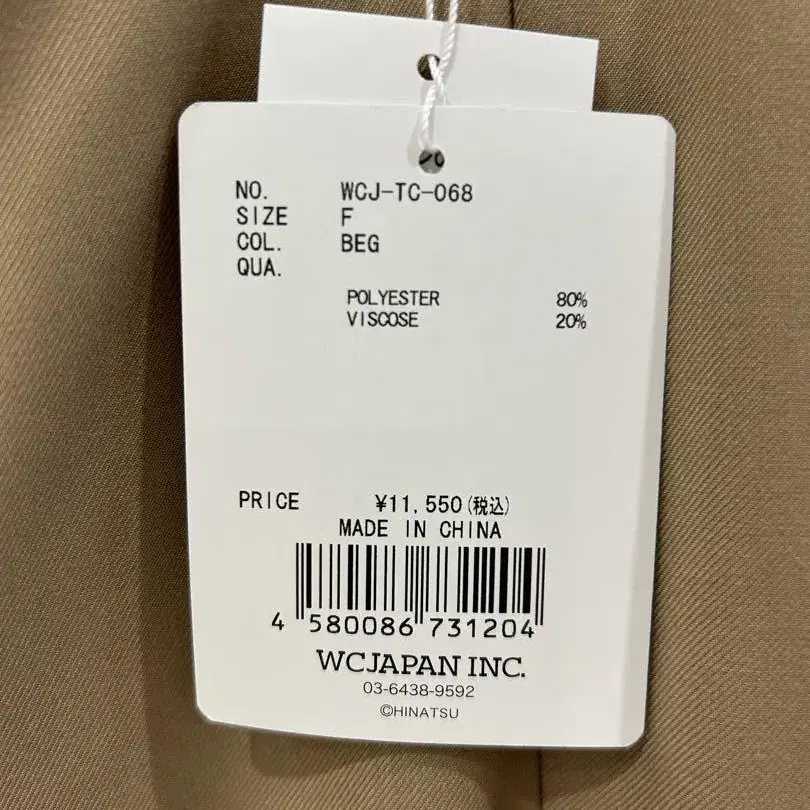 NO. WCJ-TC-068
SIZE F
COL. BEG
QUA.
POLYESTER 80%
VISCOSE 20%
PRICE ¥11,550(税込)
MADE IN CHINA
4 580086 731204
WCJAPAN INC.
03-6438-9592
©HINATSU